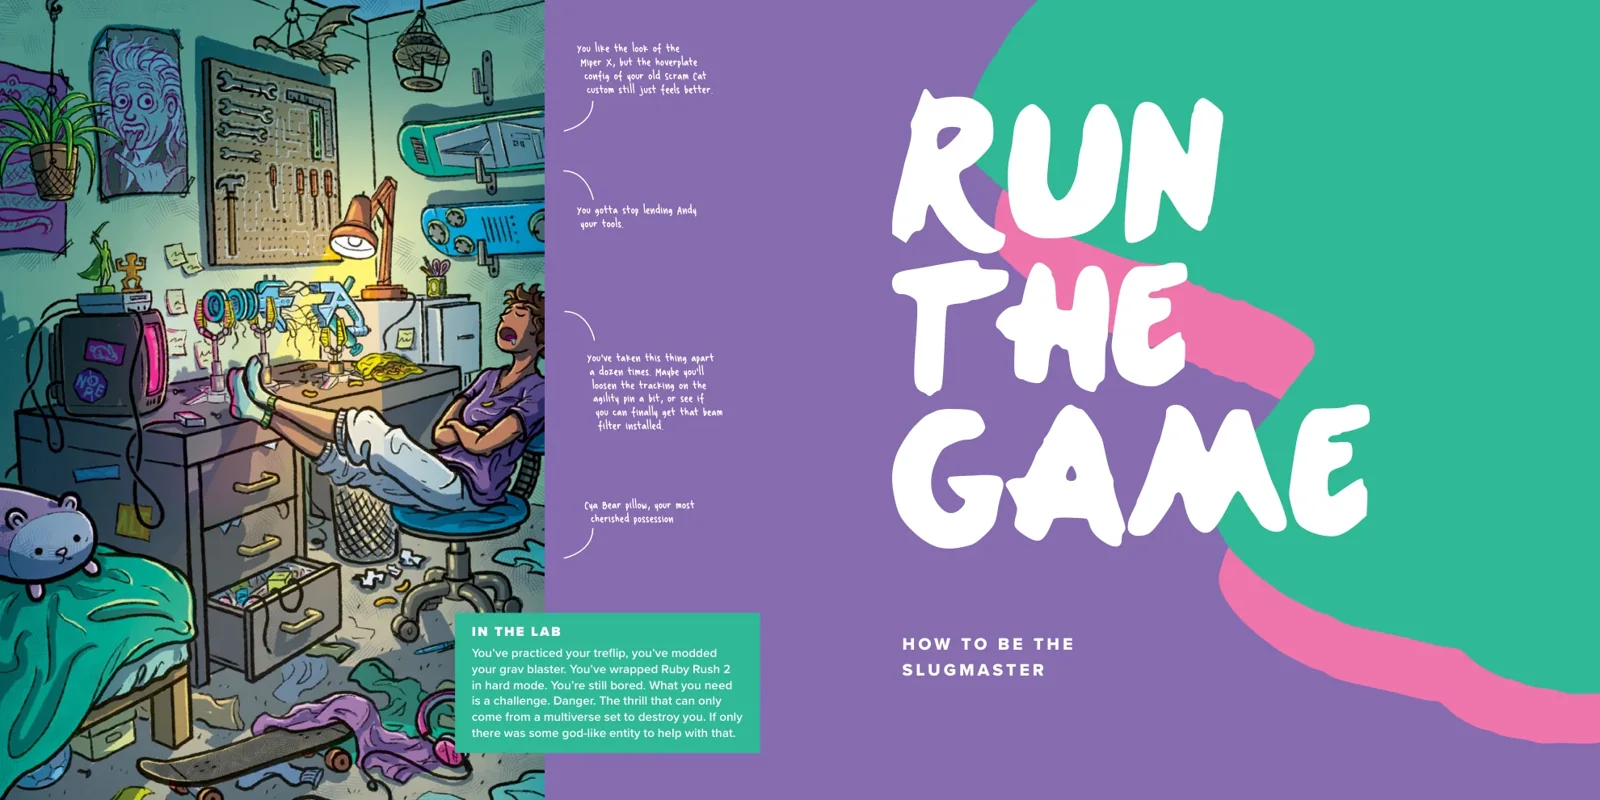 You like the look of the
Miper X, but the hoverplate
config of your old Scram Cat
custom still just feels better.
You gotta stop lending Andy
your tools.
You've taken this thing apart
a dozen times. Maybe you'll
loosen the tracking on the
agility pin a bit, or see if
you can finally get that beam
filter installed.
Cya Bear pillow, your most
cherished possession
NO
PE
IN THE LAB
You've practiced your treflip, you've modded
your grav blaster. You've wrapped Ruby Rush 2
in hard mode. You're still bored. What you need
is a challenge. Danger. The thrill that can only
come from a multiverse set to destroy you. If only
there was some god-like entity to help with that.
RUN
THE
GAME
HOW TO BE THE
SLUGMASTER